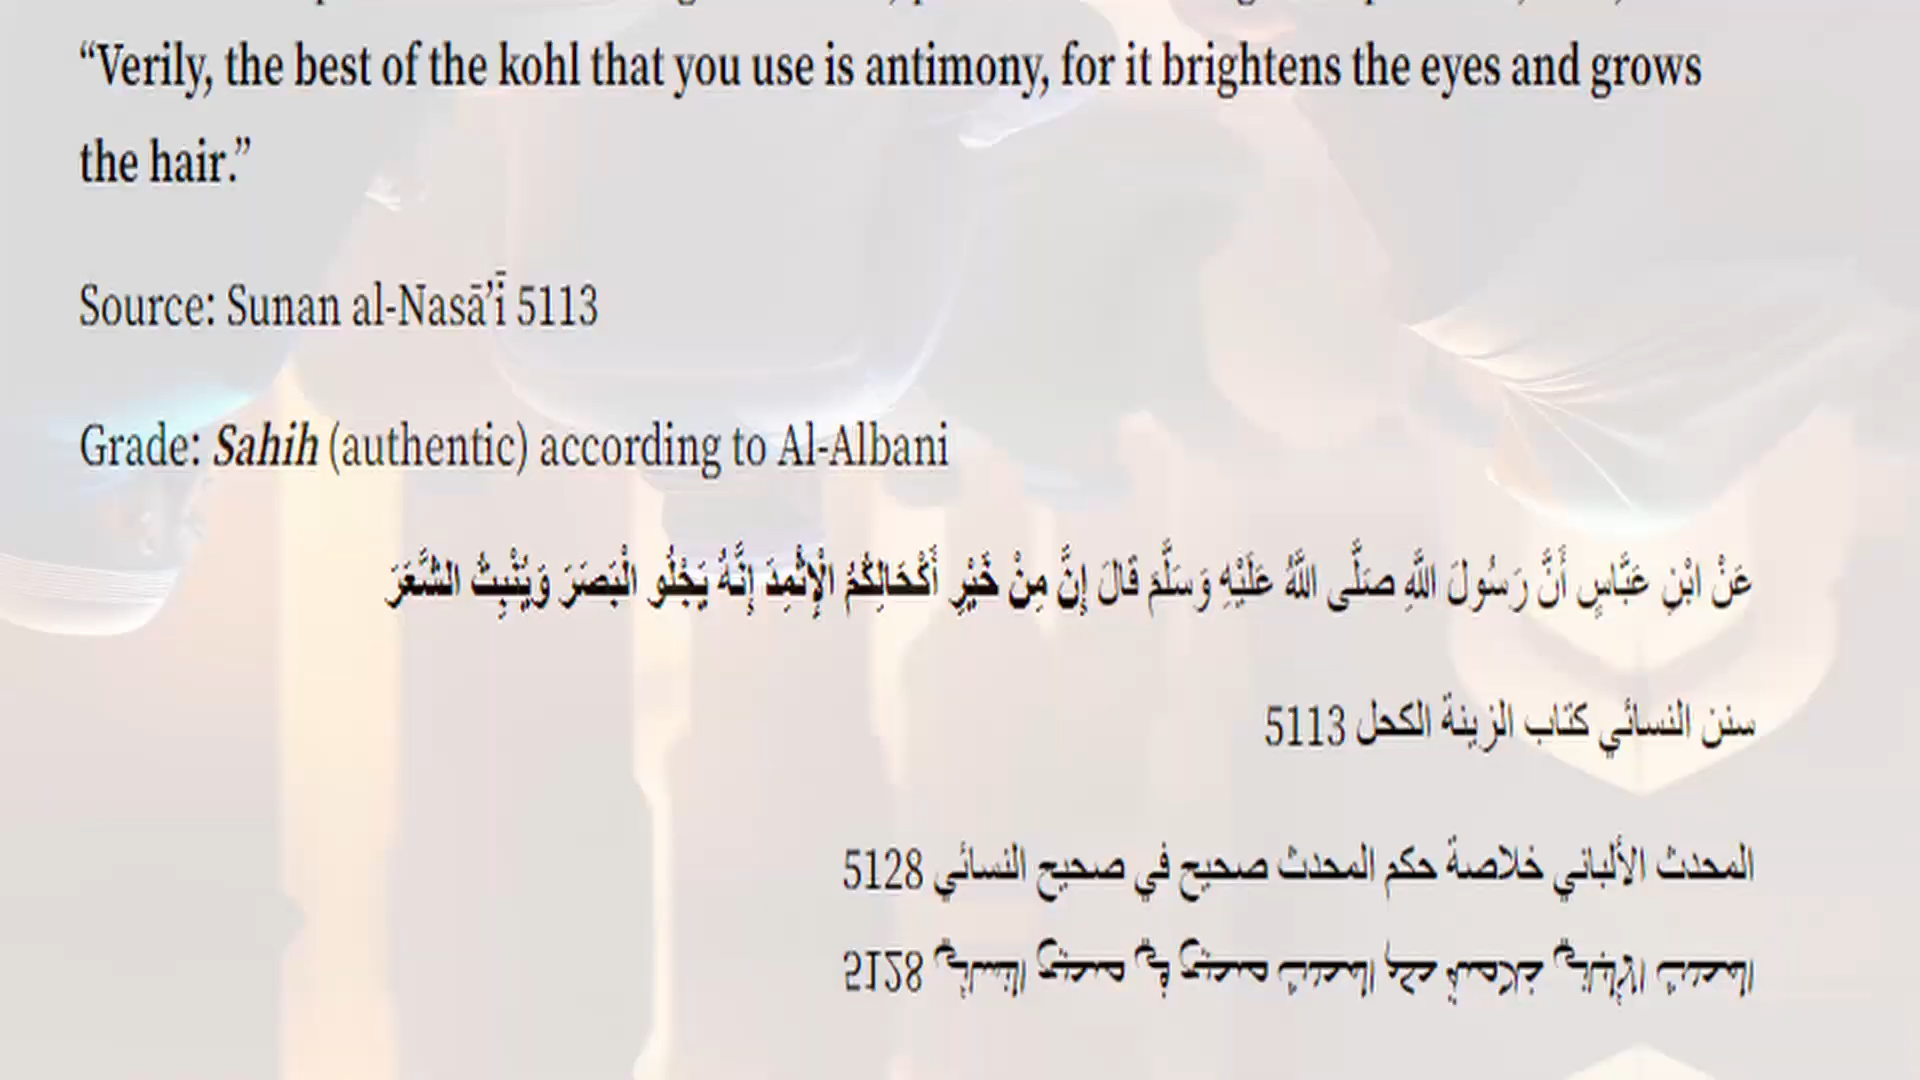 “Verily, the best of the kohl that you use is antimony, for it brightens the eyes and grows
the hair.”
Source: Sunan al-Nasā’ī 5113
Grade: Sahih (authentic) according to Al-Albani
عَنْ ابْنِ عَبَّاسٍ أَنَّ رَسُولَ اللَّهِ صَلَّى اللَّهُ عَلَيْهِ وَسَلَّمَ قَالَ إِنَّ مِنْ خَيْرِ أَكْحَالِكُمُ الْإِثْمِدَ إِنَّهُ يَجْلُو الْبَصَرَ وَيُنْبِتُ الشَّعَرَ
سنن النسائي كتاب الزينة الكحل 5113
المحدث الألباني خلاصة حكم المحدث صحيح في صحيح النسائي 5128